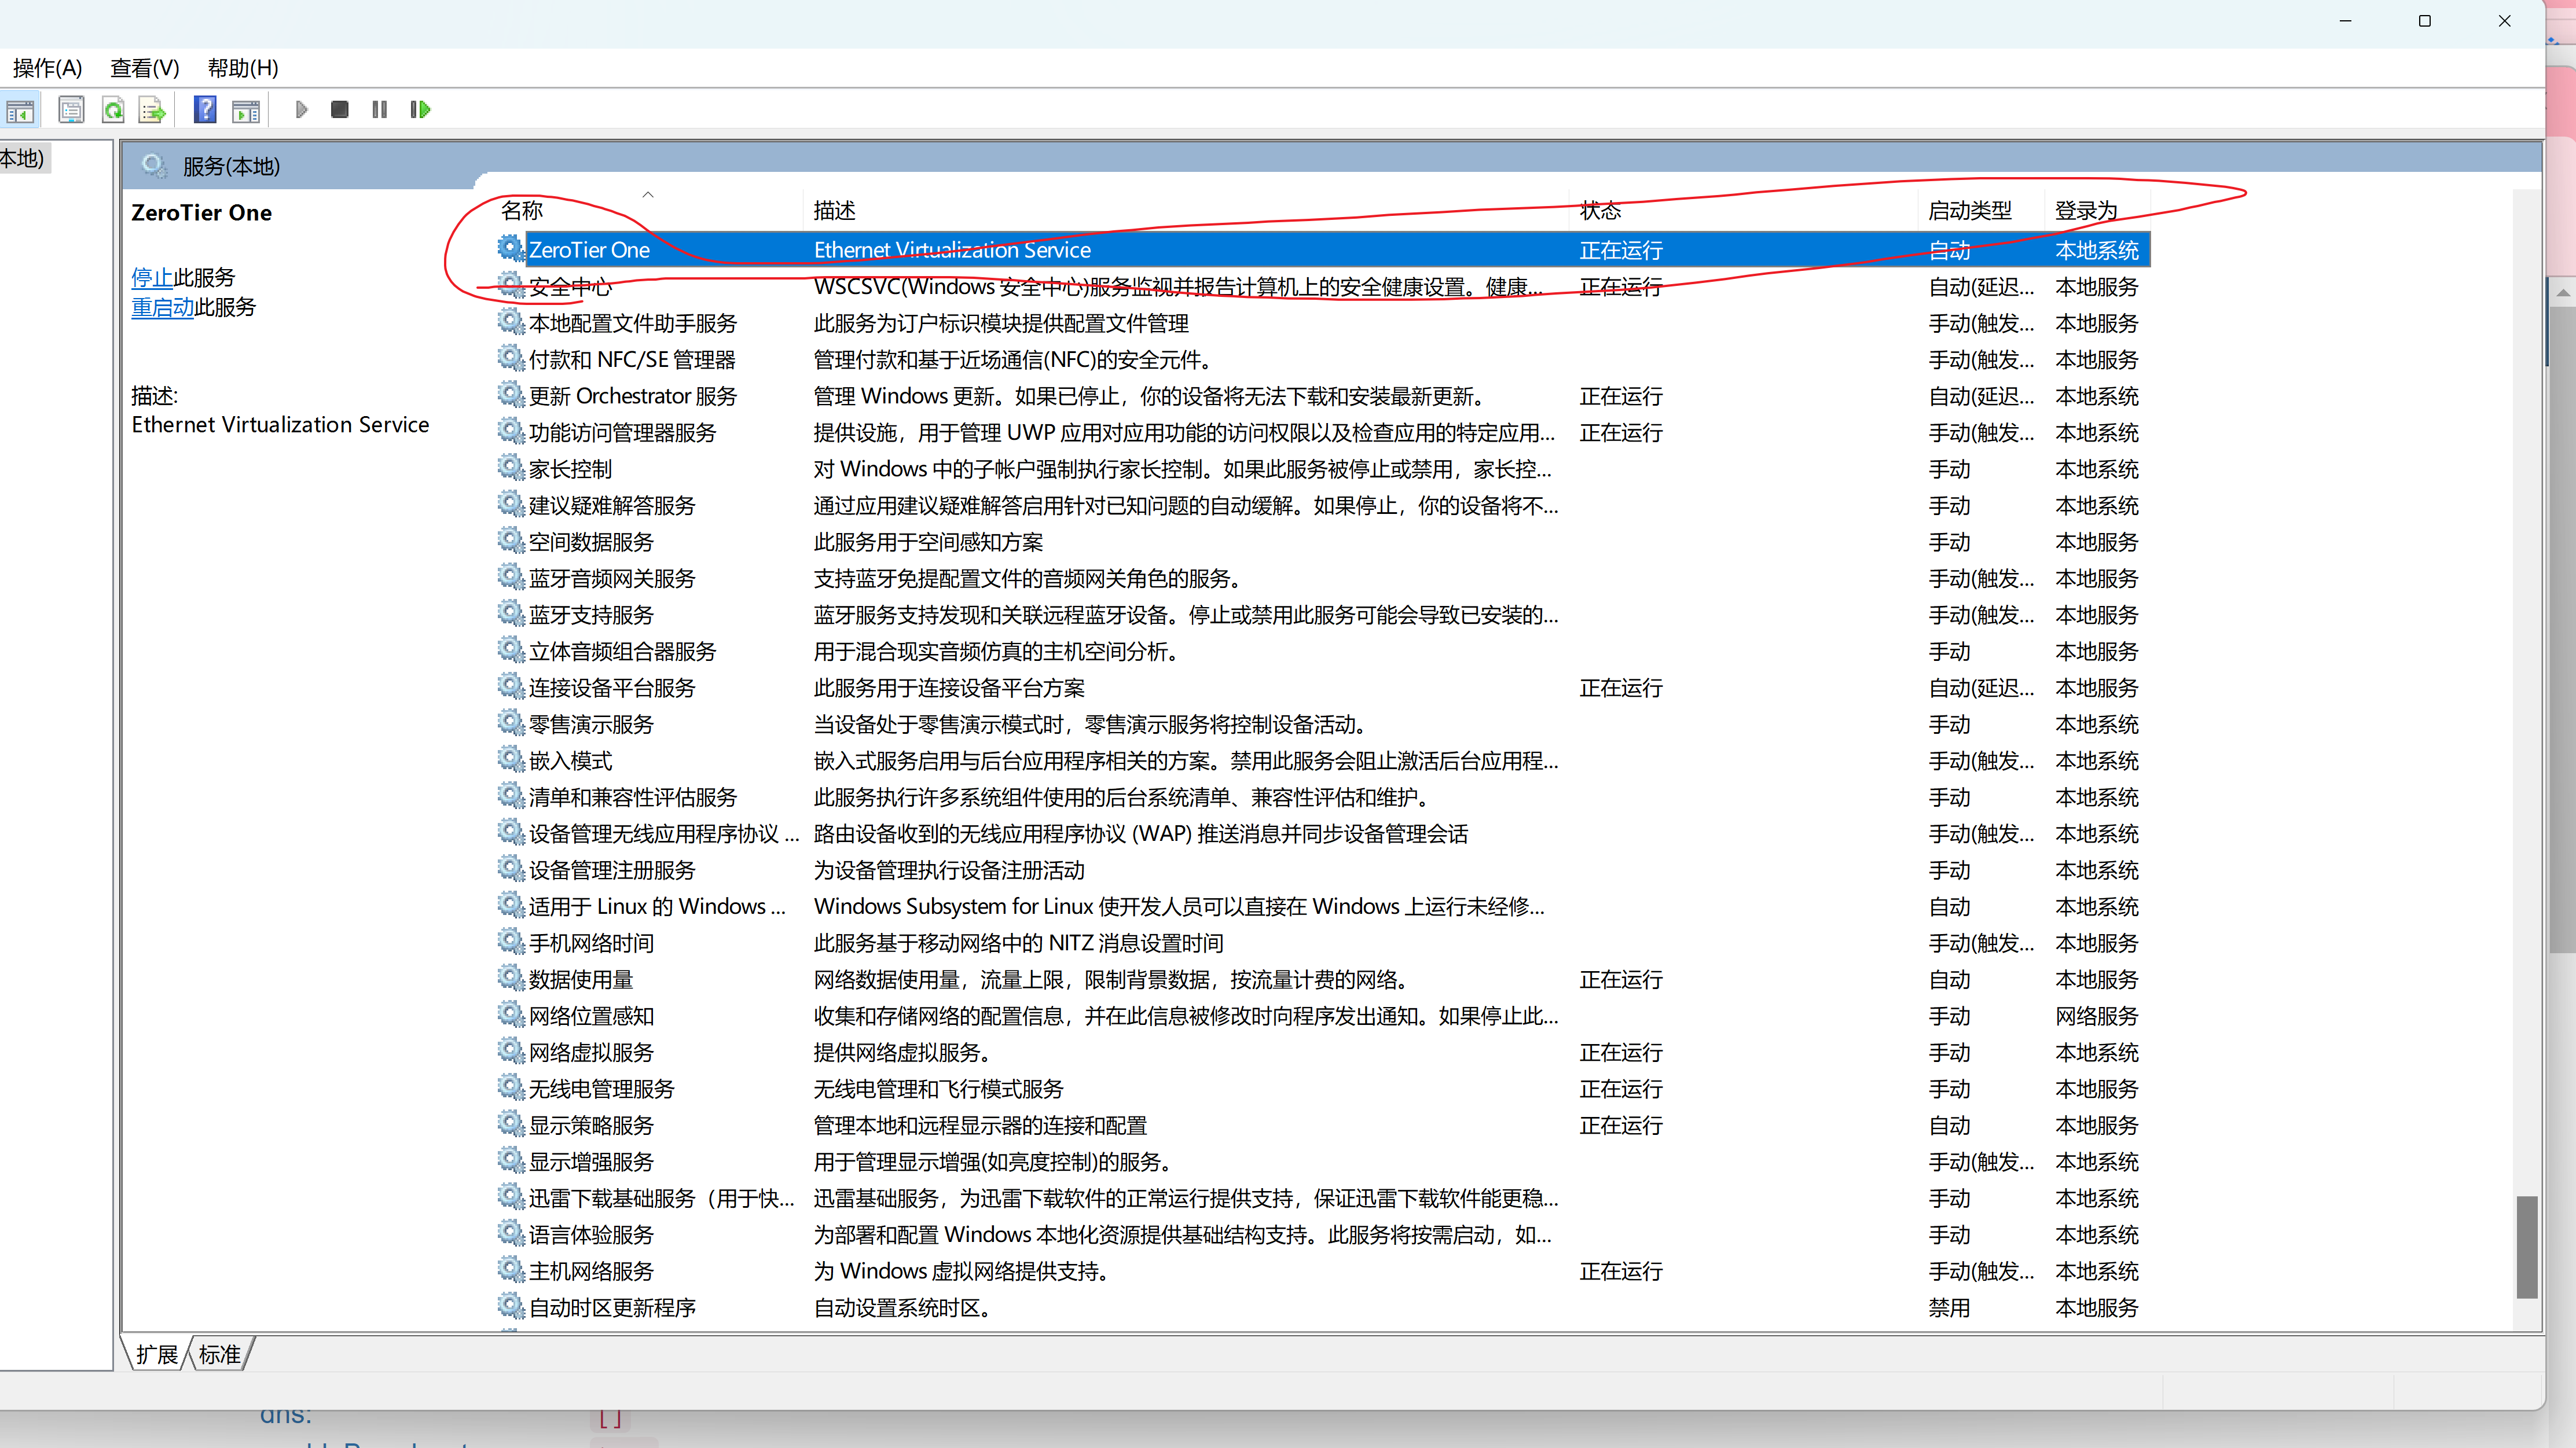 操作(A) 查看(V) 帮助(H)
本地)
服务(本地)
ZeroTier One
停止此服务
重启动此服务
描述:
Ethernet Virtualization Service
名称 描述 状态 启动类型 登录为
ZeroTier One Ethernet Virtualization Service 正在运行 自动 本地系统
安全中心 WSCSVC(Windows 安全中心)服务监视并报告计算机上的安全健康设置。健康... 正在运行 自动(延迟... 本地服务
本地配置文件助手服务 此服务为订户标识模块提供配置文件管理 手动(触发... 本地服务
付款和 NFC/SE 管理器 管理付款和基于近场通信(NFC)的安全元件。 手动(触发... 本地服务
更新 Orchestrator 服务 管理 Windows 更新。如果已停止，你的设备将无法下载和安装最新更新。 正在运行 自动(延迟... 本地系统
功能访问管理器服务 提供设施，用于管理 UWP 应用对应用功能的访问权限以及检查应用的特定应用... 正在运行 手动(触发... 本地系统
家长控制 对 Windows 中的子帐户强制执行家长控制。如果此服务被停止或禁用，家长控... 手动 本地系统
建议疑难解答服务 通过应用建议疑难解答启用针对已知问题的自动缓解。如果停止，你的设备将不... 手动 本地系统
空间数据服务 此服务用于空间感知方案 手动 本地服务
蓝牙音频网关服务 支持蓝牙免提配置文件的音频网关角色的服务。 手动(触发... 本地服务
蓝牙支持服务 蓝牙服务支持发现和关联远程蓝牙设备。停止或禁用此服务可能会导致已安装的... 手动(触发... 本地服务
立体音频组合器服务 用于混合现实音频仿真的主机空间分析。 手动 本地服务
连接设备平台服务 此服务用于连接设备平台方案 正在运行 自动(延迟... 本地服务
零售演示服务 当设备处于零售演示模式时，零售演示服务将控制设备活动。 手动 本地系统
嵌入模式 嵌入式服务启用与后台应用程序相关的方案。禁用此服务会阻止激活后台应用程... 手动(触发... 本地系统
清单和兼容性评估服务 此服务执行许多系统组件使用的后台系统清单、兼容性评估和维护。 手动 本地系统
设备管理无线应用程序协议 ... 路由设备收到的无线应用程序协议 (WAP) 推送消息并同步设备管理会话 手动(触发... 本地系统
设备管理注册服务 为设备管理执行设备注册活动 手动 本地系统
适用于 Linux 的 Windows ... Windows Subsystem for Linux 使开发人员可以直接在 Windows 上运行未经修... 自动 本地系统
手机网络时间 此服务基于移动网络中的 NITZ 消息设置时间 手动(触发... 本地服务
数据使用量 网络数据使用量，流量上限，限制背景数据，按流量计费的网络。 正在运行 自动 本地服务
网络位置感知 收集和存储网络的配置信息，并在此信息被修改时向程序发出通知。如果停止此... 手动 网络服务
网络虚拟服务 提供网络虚拟服务。 正在运行 手动 本地系统
无线电管理服务 无线电管理和飞行模式服务 正在运行 手动 本地服务
显示策略服务 管理本地和远程显示器的连接和配置 正在运行 自动 本地服务
显示增强服务 用于管理显示增强(如亮度控制)的服务。 手动(触发... 本地系统
迅雷下载基础服务（用于快... 迅雷基础服务，为迅雷下载软件的正常运行提供支持，保证迅雷下载软件能更稳... 手动 本地系统
语言体验服务 为部署和配置 Windows 本地化资源提供基础结构支持。此服务将按需启动，如... 手动 本地系统
主机网络服务 为 Windows 虚拟网络提供支持。 正在运行 手动(触发... 本地系统
自动时区更新程序 自动设置系统时区。 禁用 本地服务
扩展 标准
dns: []